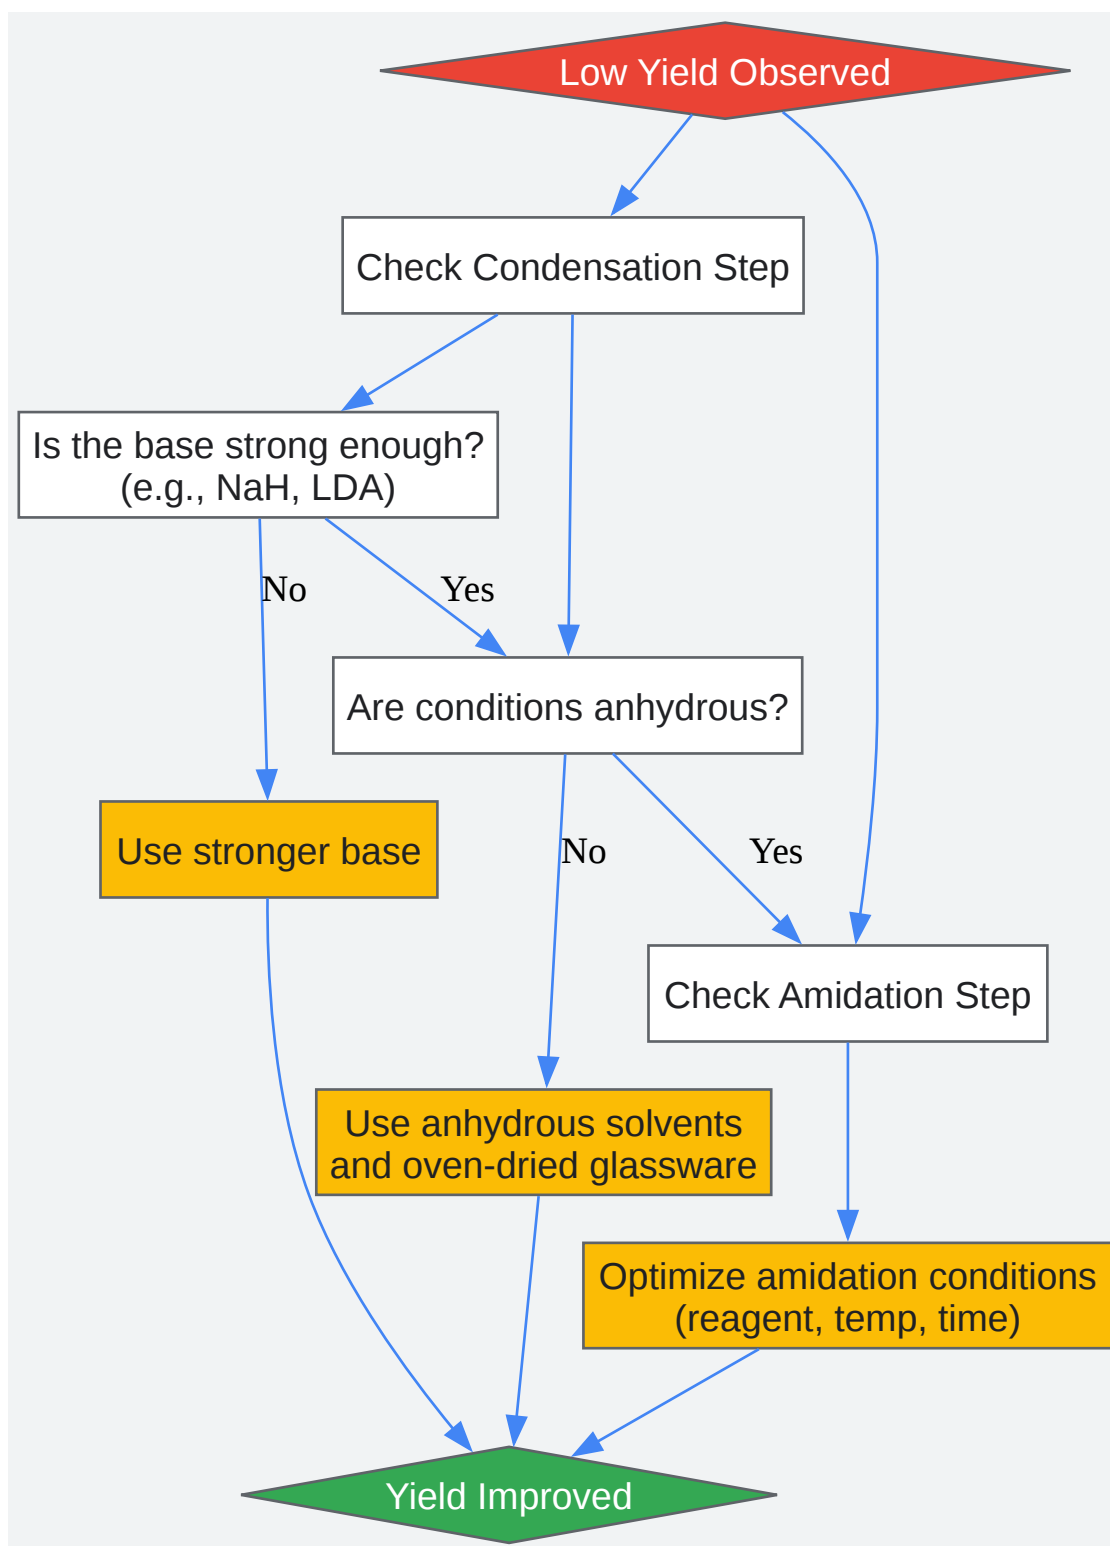 Low Yield Observed
Check Condensation Step
Is the base strong enough?
(e.g., NaH, LDA)
No
Yes
Are conditions anhydrous?
Use stronger base
No
Yes
Check Amidation Step
Use anhydrous solvents
and oven-dried glassware
Optimize amidation conditions
(reagent, temp, time)
Yield Improved